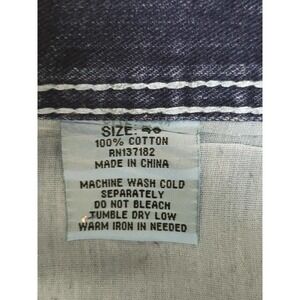 SIZE:
100% COTTON
RN137182
MADE IN CHINA
MACHINE WASH COLD
SEPARATELY
DO NOT BLEACH
TUMBLE DRY LOW
WARM IRON IN NEEDED